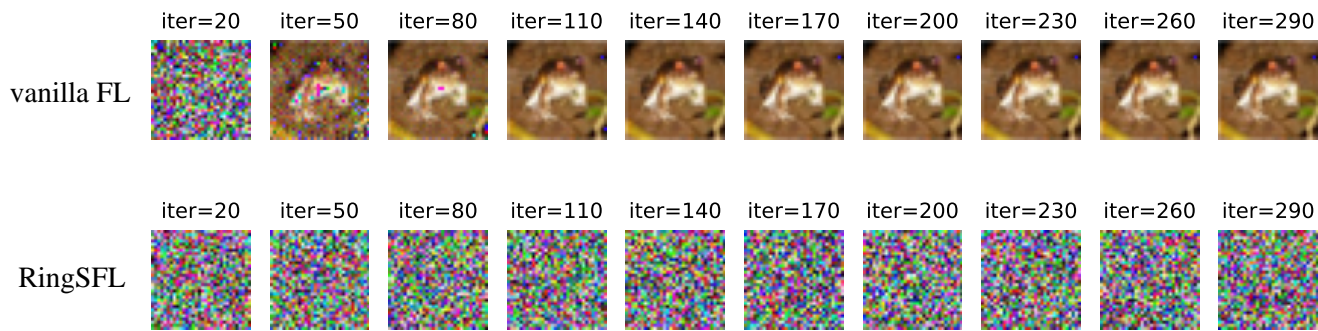 iter=20 iter=50 iter=80 iter=110 iter=140 iter=170 iter=200 iter=230 iter=260 iter=290
vanilla FL
iter=20 iter=50 iter=80 iter=110 iter=140 iter=170 iter=200 iter=230 iter=260 iter=290
RingSFL